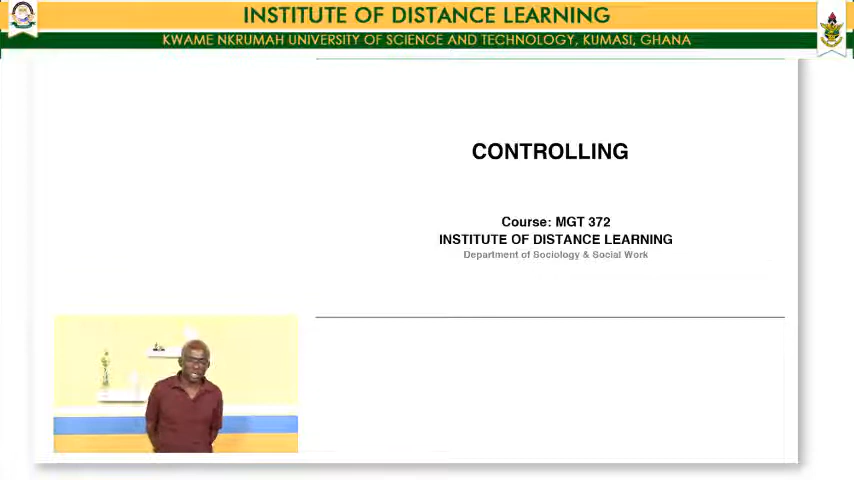 INSTITUTE OF DISTANCE LEARNING
KWAME NKRUMAH UNIVERSITY OF SCIENCE AND TECHNOLOGY, KUMASI, GHANA
CONTROLLING
Course: MGT 372
INSTITUTE OF DISTANCE LEARNING
Department of Sociology & Social Work